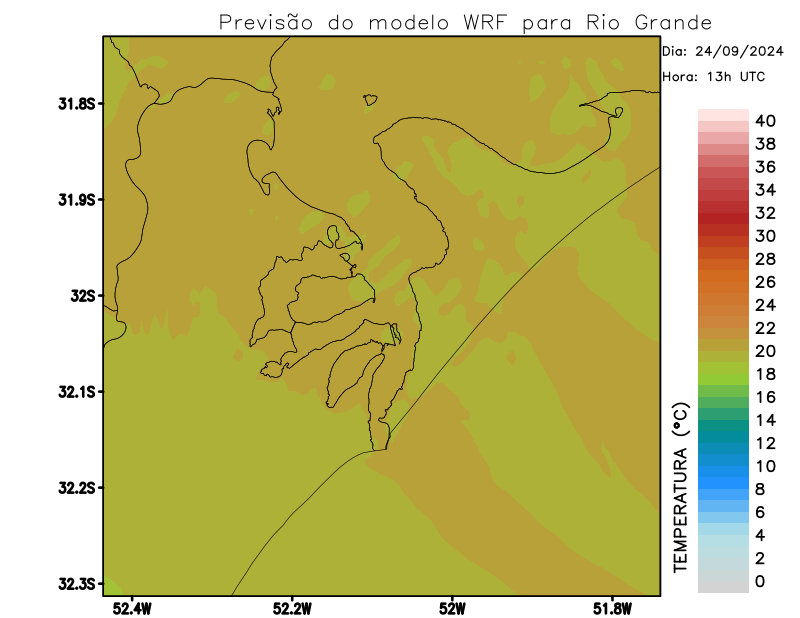 Previsão do modelo WRF para Rio Grande
Dia: 24/09/2024
Hora: 13h UTC
31.8S
31.9S
32S
32.1S
32.2S
32.3S
52.4W
52.2W
52W
51.8W
TEMPERATURA (°C)
40
38
36
34
32
30
28
26
24
22
20
18
16
14
12
10
8
6
4
2
0